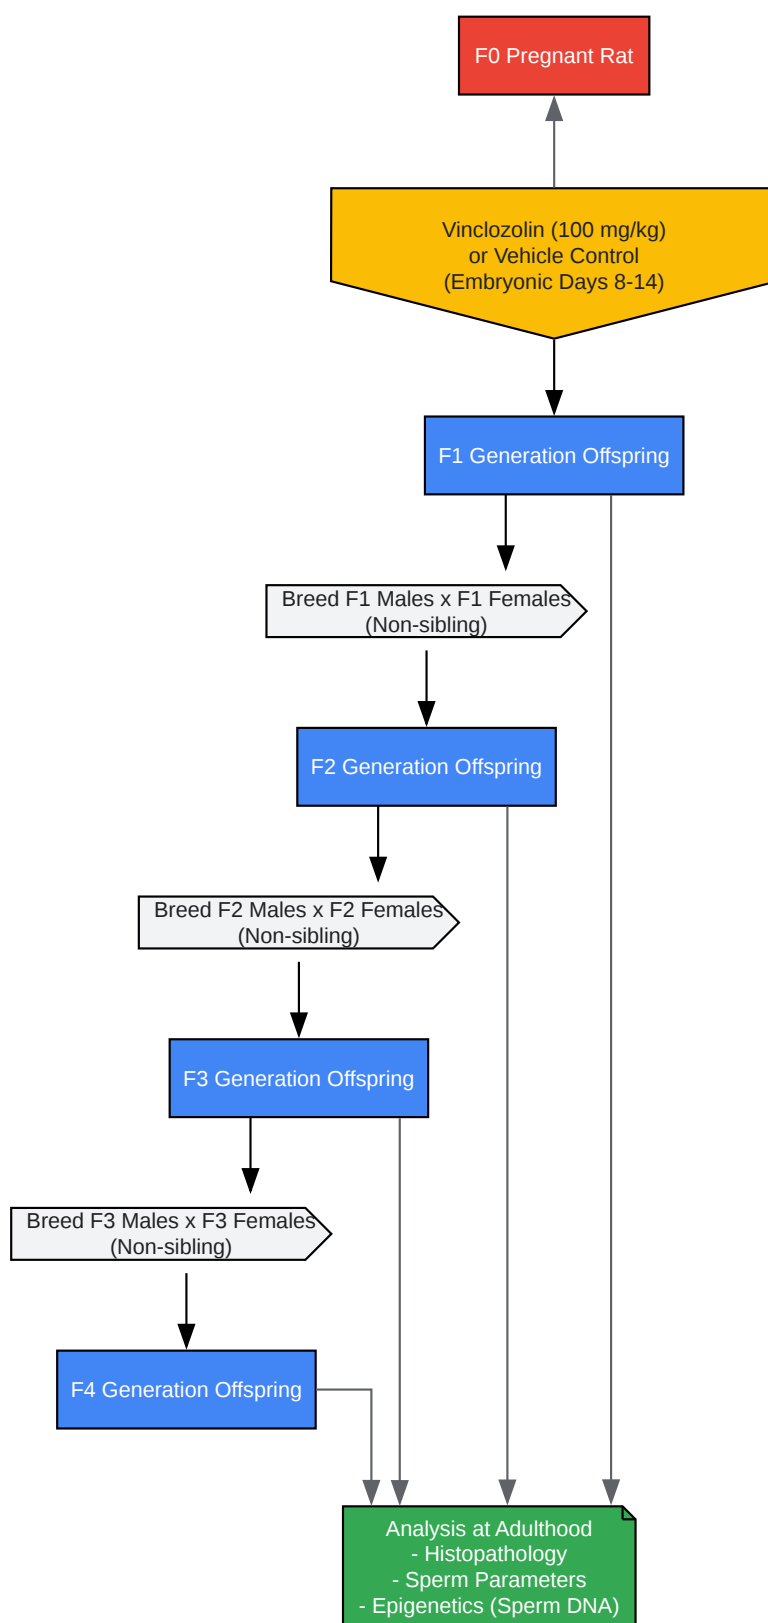 F0 Pregnant Rat
Vinclozolin (100 mg/kg)
or Vehicle Control
(Embryonic Days 8-14)
F1 Generation Offspring
Breed F1 Males x F1 Females
(Non-sibling)
F2 Generation Offspring
Breed F2 Males x F2 Females
(Non-sibling)
F3 Generation Offspring
Breed F3 Males x F3 Females
(Non-sibling)
F4 Generation Offspring
Analysis at Adulthood
- Histopathology
- Sperm Parameters
- Epigenetics (Sperm DNA)